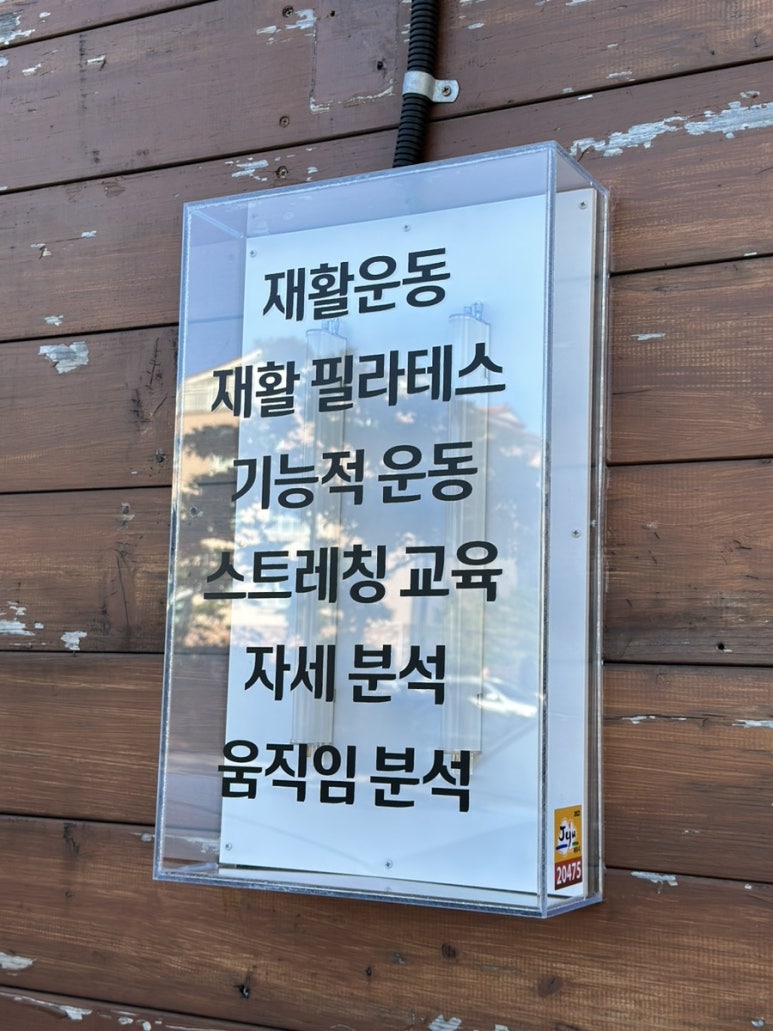 재활운동
재활 필라테스
기능적 운동
스트레칭 교육
자세 분석
움직임 분석
20475